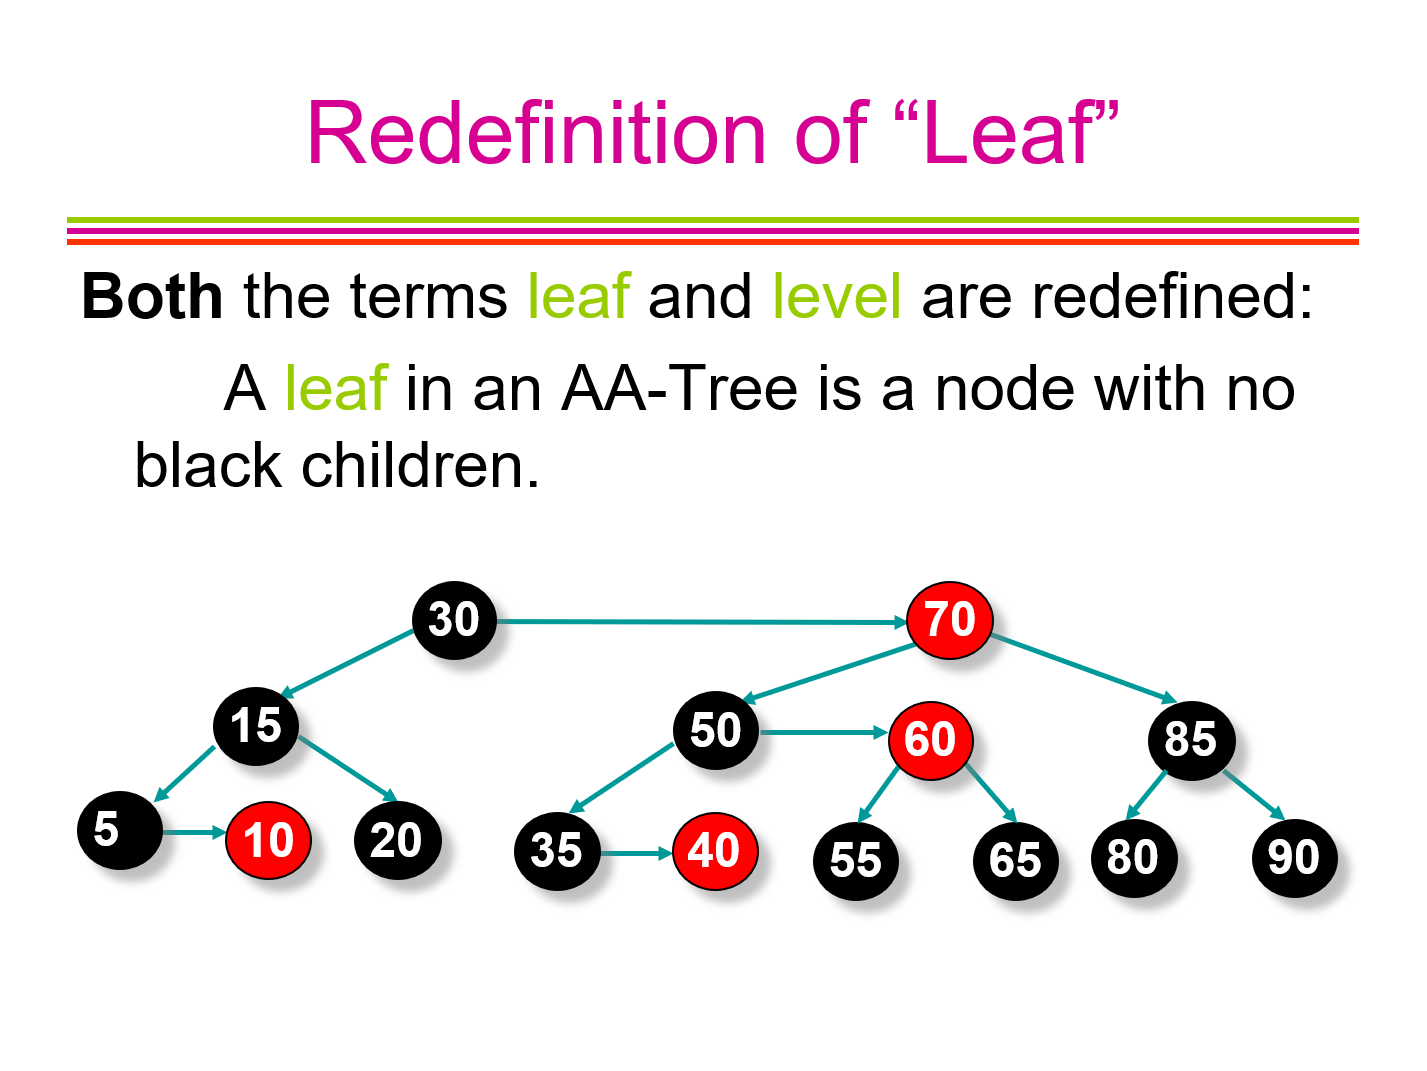 Redefinition of “Leaf”
Both the terms leaf and level are redefined:
A leaf in an AA-Tree is a node with no
black children.
30 70
15 50 60 85
5 10 20 35 40 55 65 80 90